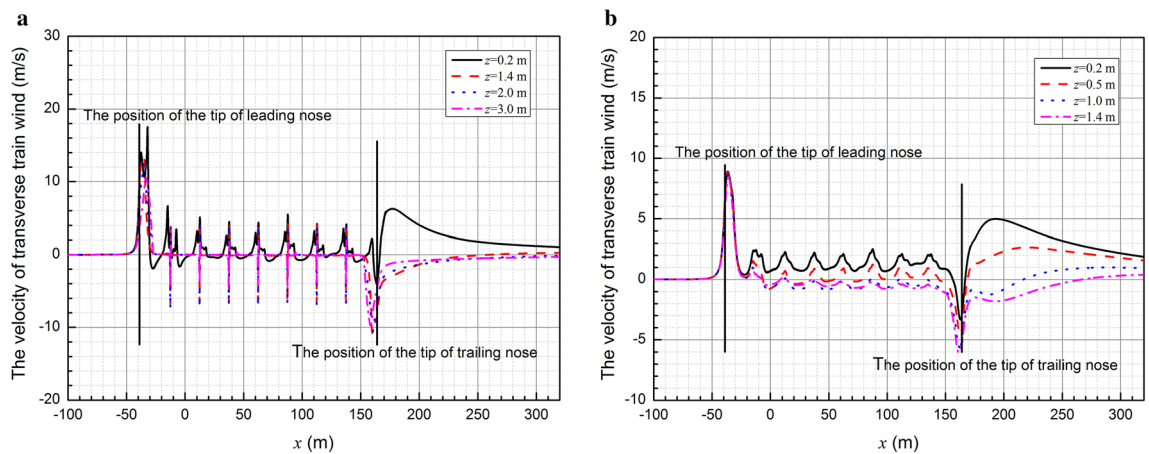 a
The velocity of transverse train wind (m/s)
30
20
10
0
-10
-20
-100
-50
0
50
100
150
200
250
300
x (m)
z=0.2 m
z=1.4 m
z=2.0 m
z=3.0 m
The position of the tip of leading nose
The position of the tip of trailing nose
b
The velocity of transverse train wind (m/s)
20
15
10
5
0
-5
-10
-100
-50
0
50
100
150
200
250
300
x (m)
z=0.2 m
z=0.5 m
z=1.0 m
z=1.4 m
The position of the tip of leading nose
The position of the tip of trailing nose